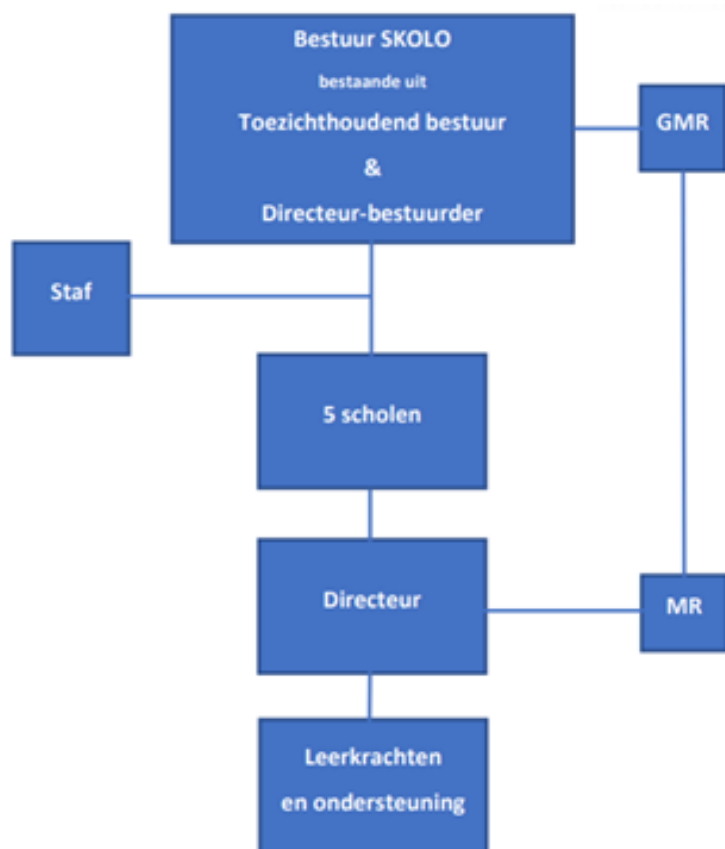 Bestuur SKOLO
bestaande uit
Toezichthoudend bestuur
&
Directeur-bestuurder
GMR
Staf
5 scholen
Directeur
MR
Leerkrachten
en ondersteuning